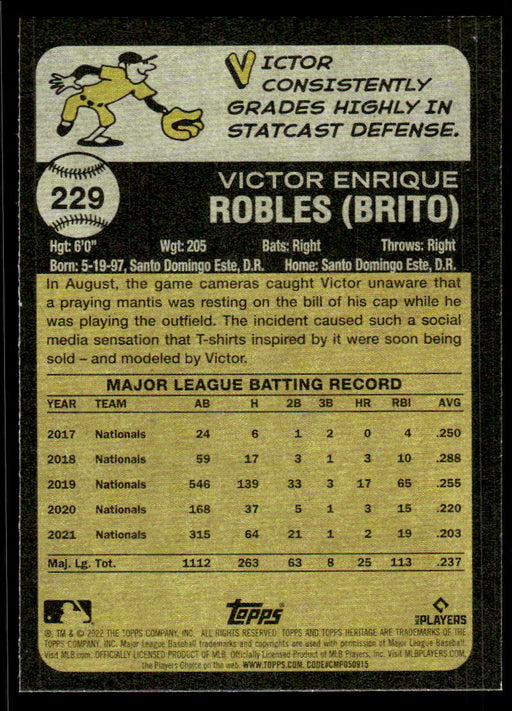 VICTOR
CONSISTENTLY
GRADES HIGHLY IN
STATCAST DEFENSE.
229
VICTOR ENRIQUE
ROBLES (BRITO)
Hgt: 6'0" Wgt: 205 Bats: Right Throws: Right
Born: 5-19-97, Santo Domingo Este, D.R. Home: Santo Domingo Este, D.R.
In August, the game cameras caught Victor unaware that
a praying mantis was resting on the bill of his cap while he
was playing the outfield. The incident caused such a social
media sensation that T-shirts inspired by it were soon being
sold – and modeled by Victor.
MAJOR LEAGUE BATTING RECORD
YEAR TEAM AB H 2B 3B HR RBI AVG
2017 Nationals 24 6 1 2 0 4 .250
2018 Nationals 59 17 3 1 3 10 .288
2019 Nationals 546 139 33 3 17 65 .255
2020 Nationals 168 37 5 1 3 15 .220
2021 Nationals 315 64 21 1 2 19 .203
Maj. Lg. Tot. 1112 263 63 8 25 113 .237
topps
MLB PLAYERS
®, TM & © 2022 THE TOPPS COMPANY, INC. ALL RIGHTS RESERVED. TOPPS AND TOPPS HERITAGE ARE TRADEMARKS OF THE
TOPPS COMPANY, INC. Major League Baseball trademarks and copyrights are used with permission of Major League Baseball.
Visit MLB.com. OFFICIALLY LICENSED PRODUCT OF MLB. Officially Licensed Product of MLB Players, Inc. Visit MLBPLAYERS.com,
the Players Choice on the web. WWW.TOPPS.COM. CODE#CMP050915